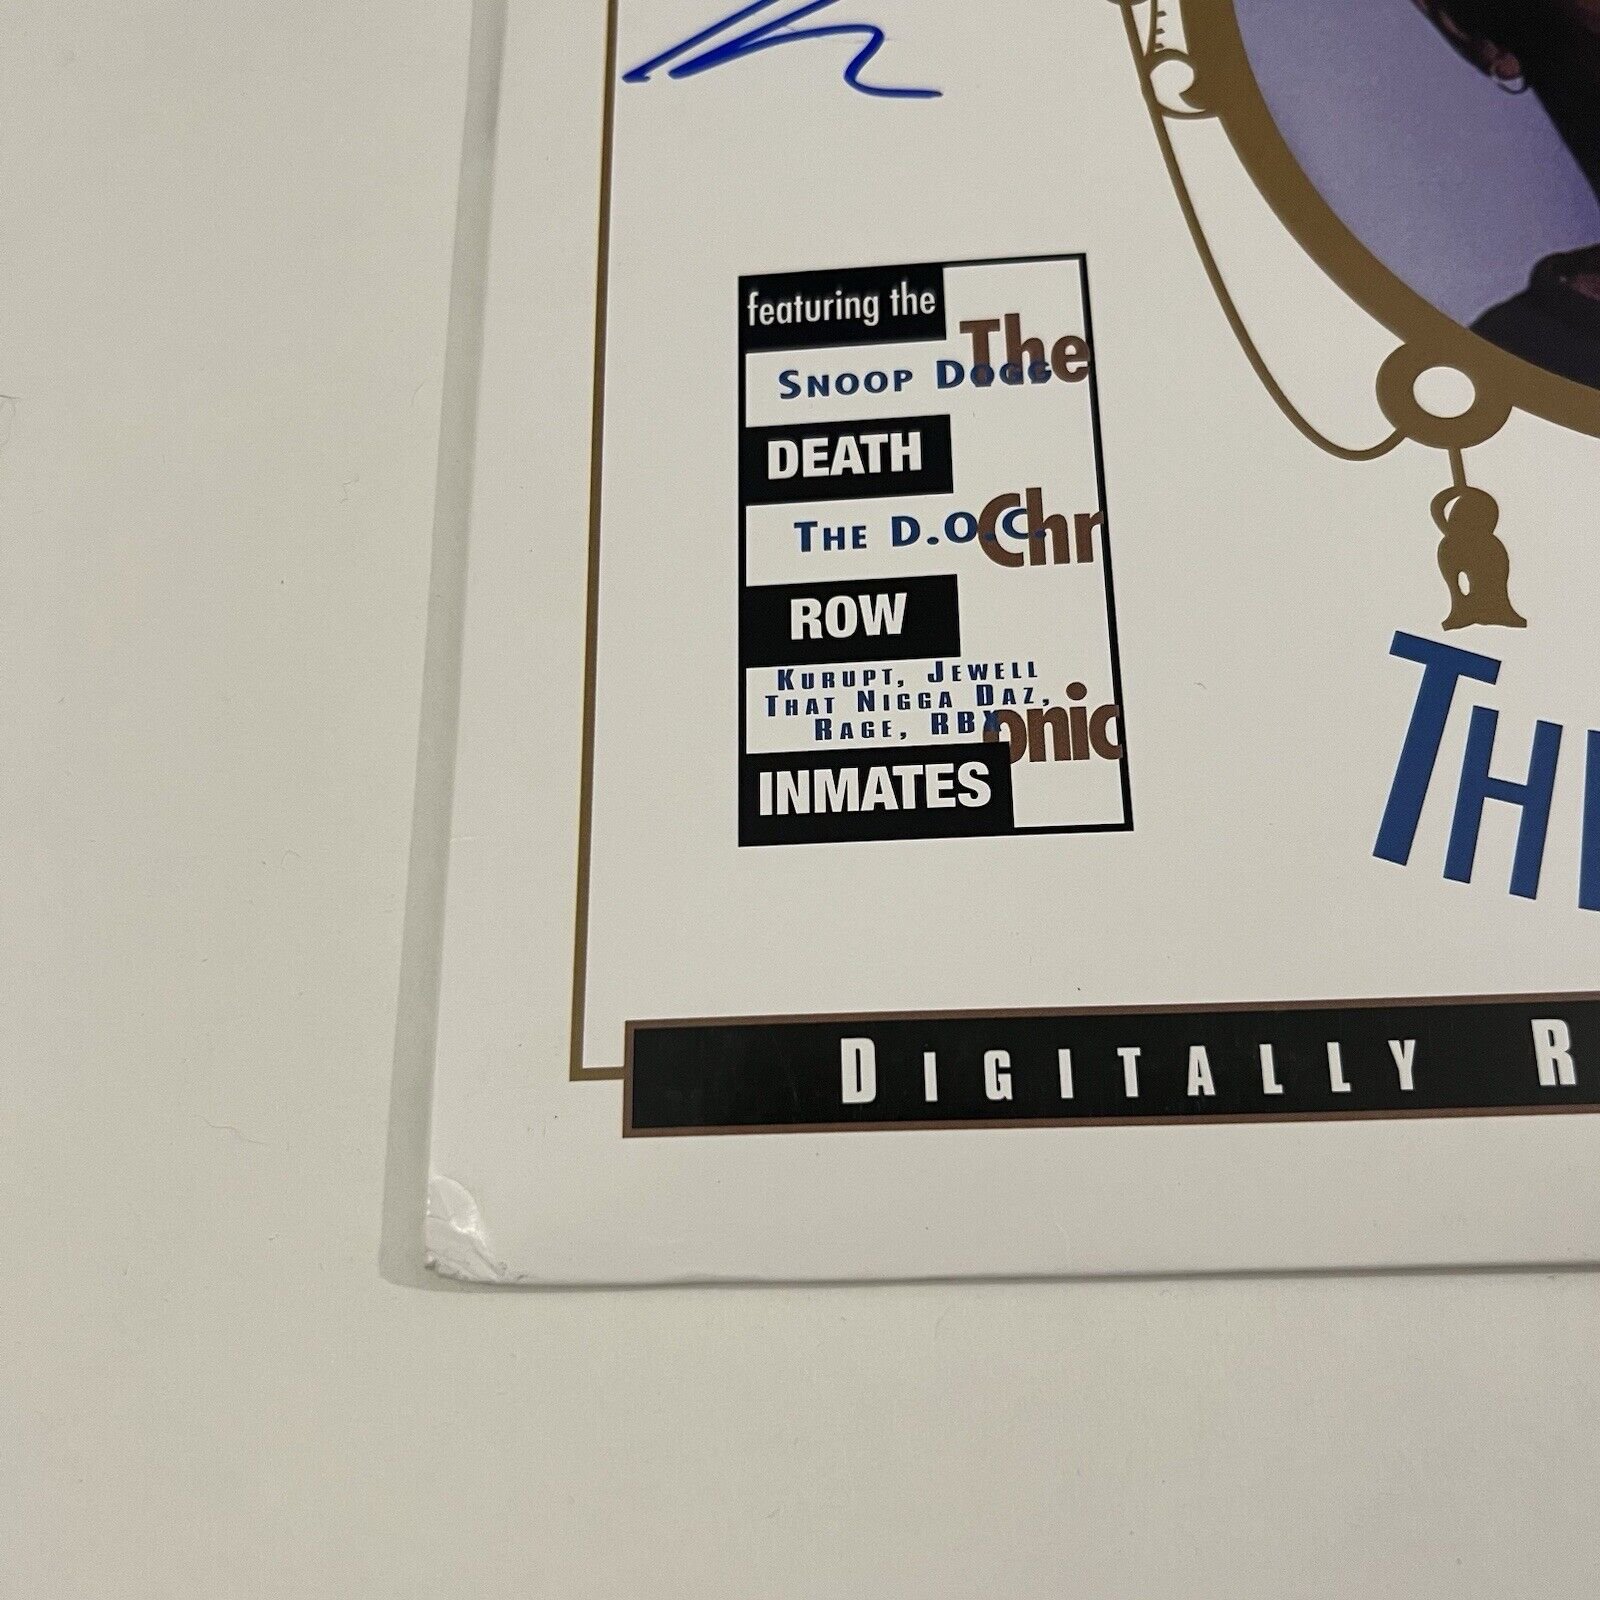 featuring the
The
SNOOP DOGG
DEATH
THE D.O.C.
Chr
ROW
KURUPT, JEWELL
THAT NIGGA DAZ,
RAGE, RBX
onic
INMATES
TH
DIGITALLY R